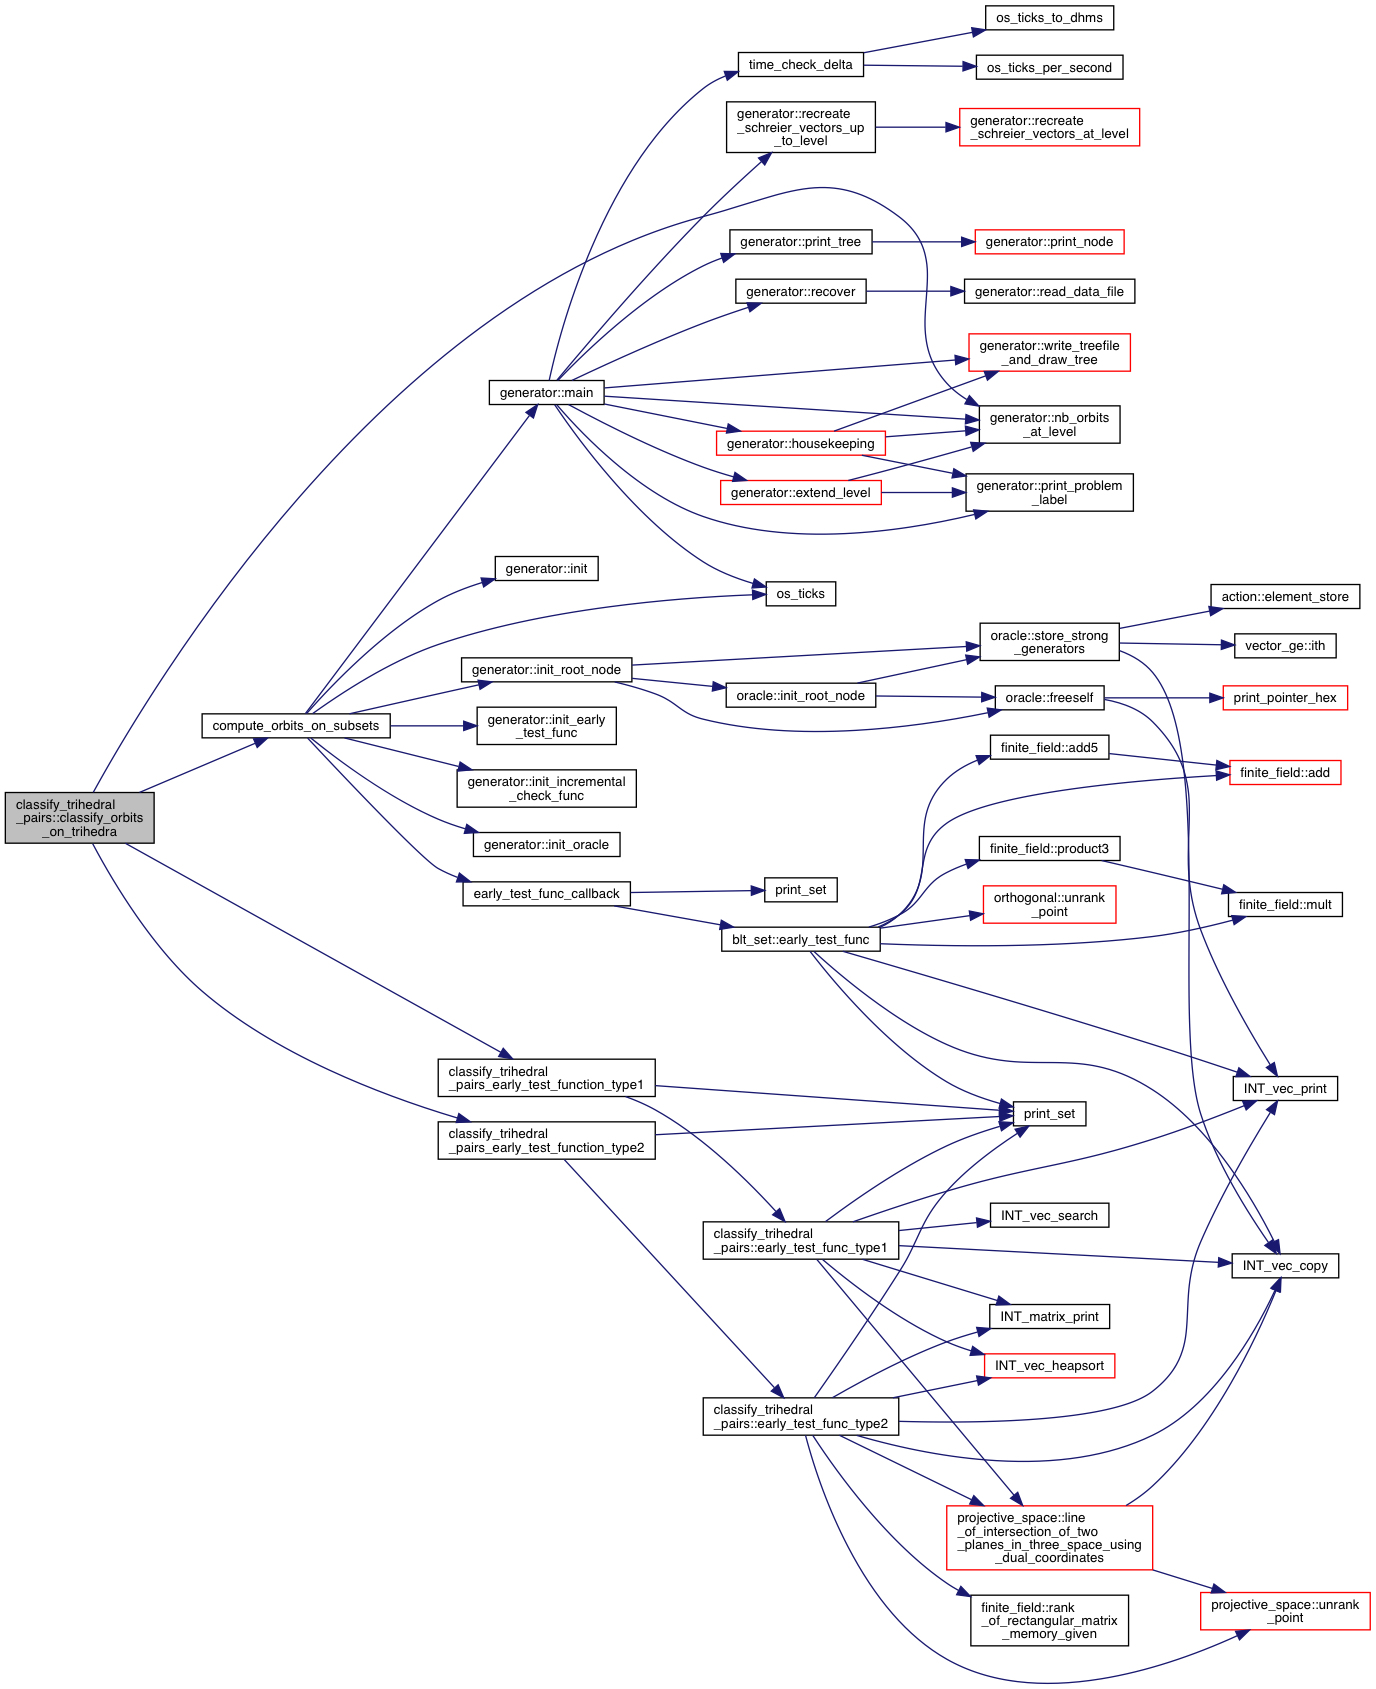 os_ticks_to_dhms
time_check_delta
os_ticks_per_second
generator::recreate
_schreier_vectors_up
_to_level
generator::recreate
_schreier_vectors_at_level
generator::print_tree
generator::print_node
generator::recover
generator::read_data_file
generator::write_treefile
_and_draw_tree
generator::main
generator::nb_orbits
_at_level
generator::housekeeping
generator::extend_level
generator::print_problem
_label
generator::init
os_ticks
action::element_store
oracle::store_strong
_generators
vector_ge::ith
generator::init_root_node
oracle::init_root_node
oracle::freeself
print_pointer_hex
compute_orbits_on_subsets
generator::init_early
_test_func
finite_field::add5
finite_field::add
generator::init_incremental
_check_func
classify_trihedral
_pairs::classify_orbits
_on_trihedra
generator::init_oracle
finite_field::product3
early_test_func_callback
print_set
orthogonal::unrank
_point
finite_field::mult
blt_set::early_test_func
classify_trihedral
_pairs_early_test_function_type1
INT_vec_print
print_set
classify_trihedral
_pairs_early_test_function_type2
INT_vec_search
classify_trihedral
_pairs::early_test_func_type1
INT_vec_copy
INT_matrix_print
INT_vec_heapsort
classify_trihedral
_pairs::early_test_func_type2
projective_space::line
_of_intersection_of_two
_planes_in_three_space_using
_dual_coordinates
finite_field::rank
_of_rectangular_matrix
_memory_given
projective_space::unrank
_point